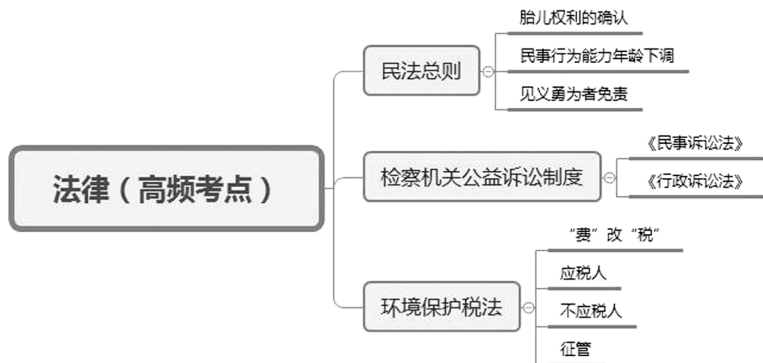 法律（高频考点）
民法总则
胎儿权利的确认
民事行为能力年龄下调
见义勇为者免责
检察机关公益诉讼制度
《民事诉讼法》
《行政诉讼法》
环境保护税法
“费”改“税”
应税人
不应税人
征管